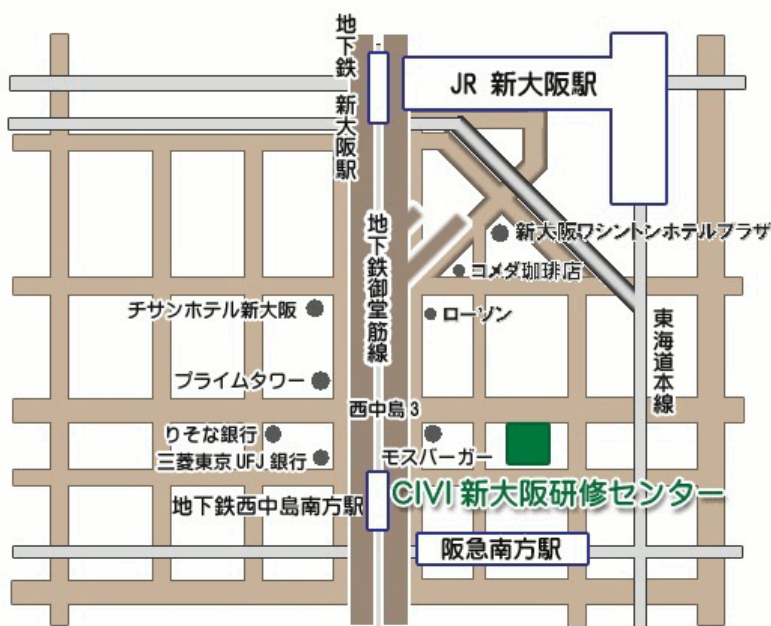 地下鉄 新大阪駅
JR 新大阪駅
地下鉄御堂筋線
新大阪ワシントンホテルプラザ
コメダ珈琲店
チサンホテル新大阪
ローソン
東海道本線
プライムタワー
西中島3
りそな銀行
モスバーガー
三菱東京UFJ銀行
CIVI 新大阪研修センター
地下鉄西中島南方駅
阪急南方駅